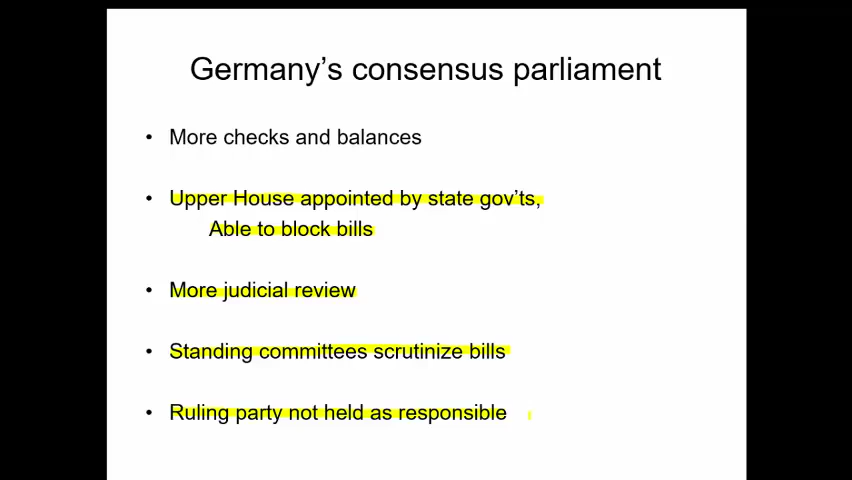 Germany’s consensus parliament
• More checks and balances
• Upper House appointed by state gov’ts,
Able to block bills
• More judicial review
• Standing committees scrutinize bills
• Ruling party not held as responsible